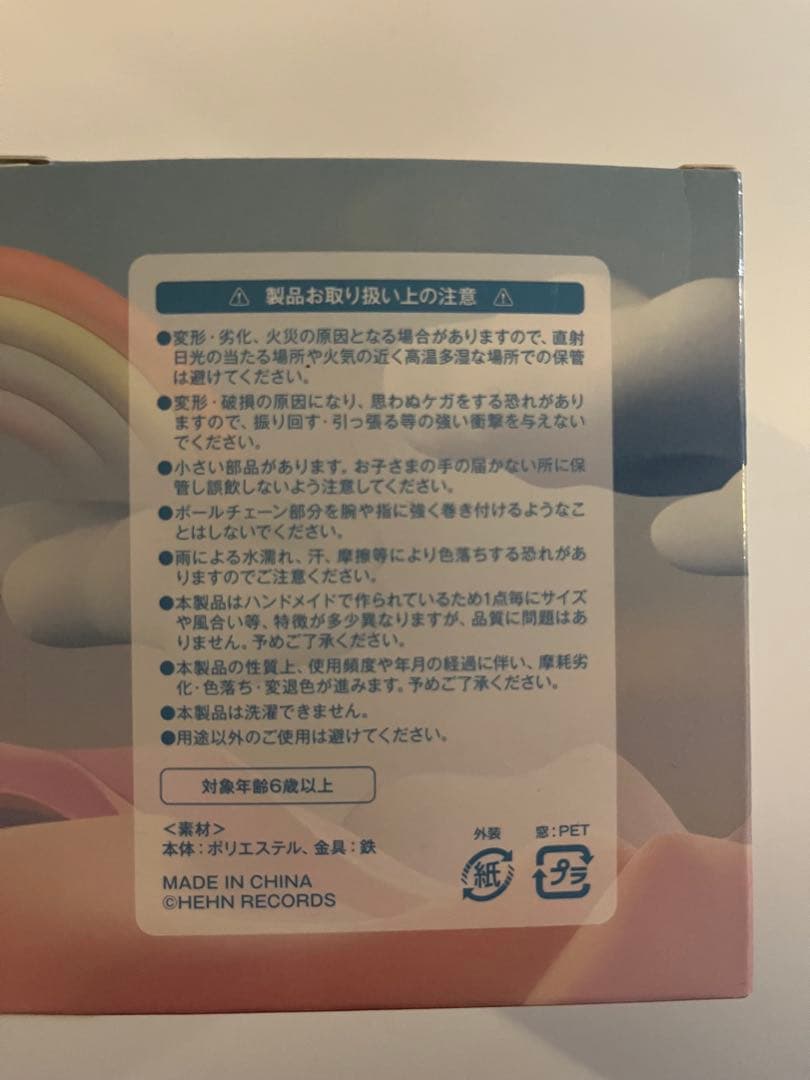 ⚠ 製品お取り扱い上の注意 ⚠
●変形・劣化、火災の原因となる場合がありますので、直射
日光の当たる場所や火気の近く高温多湿な場所での保管
は避けてください。
●変形・破損の原因になり、思わぬケガをする恐れがあり
ますので、振り回す・引っ張る等の強い衝撃を与えない
でください。
●小さい部品があります。お子さまの手の届かない所に保
管し誤飲しないよう注意してください。
●ボールチェーン部分を腕や指に強く巻き付けるようなこ
とはしないでください。
●雨による水濡れ、汗、摩擦等により色落ちする恐れがあ
りますのでご注意ください。
●本製品はハンドメイドで作られているため1点毎にサイズ
や風合い等、特徴が多少異なりますが、品質に問題はあ
りません。予めご了承ください。
●本製品の性質上、使用頻度や年月の経過に伴い、摩耗劣
化・色落ち・変退色が進みます。予めご了承ください。
●本製品は洗濯できません。
●用途以外のご使用は避けてください。
対象年齢6歳以上
＜素材＞
本体：ポリエステル、金具：鉄
MADE IN CHINA
©HEHN RECORDS
外装
紙
窓：PET
プラ